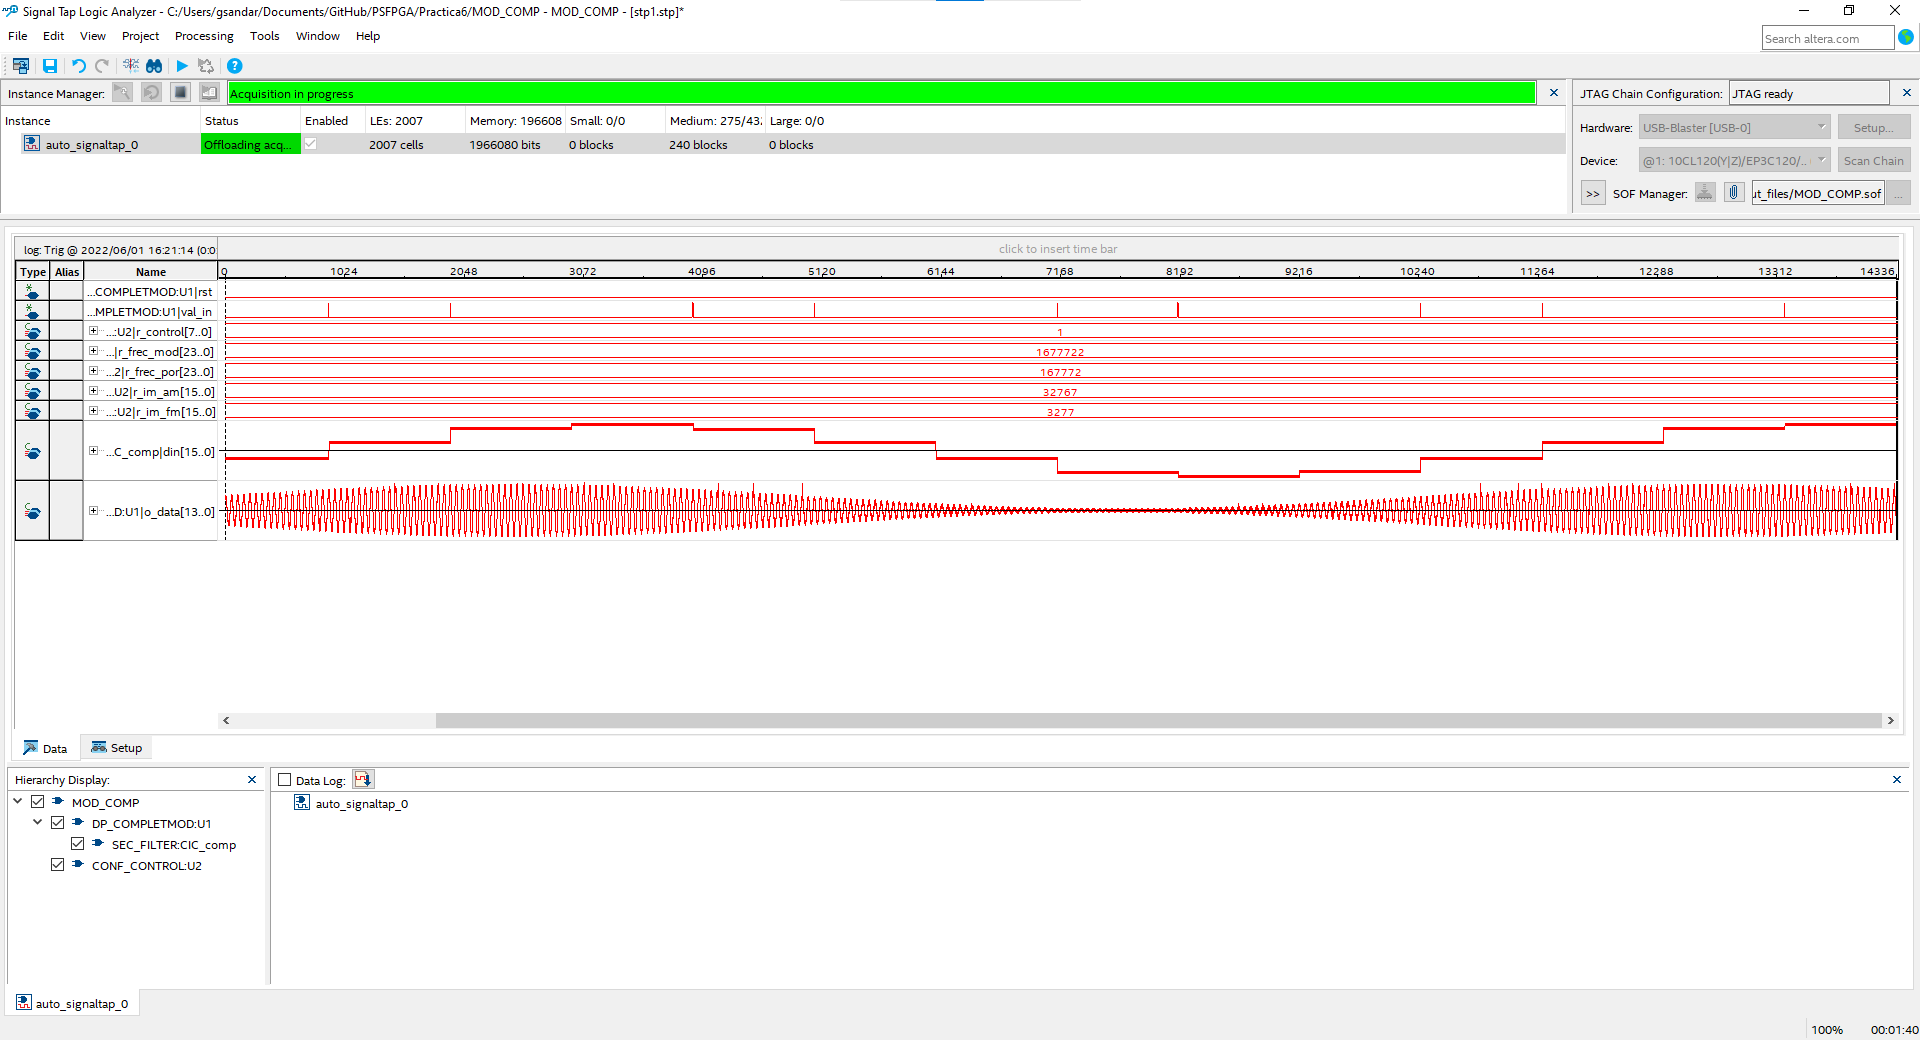 Signal Tap Logic Analyzer - C:/Users/gsandar/Documents/GitHub/PSFPGA/Practica6/MOD_COMP - MOD_COMP - [stp1.stp]*
File Edit View Project Processing Tools Window Help
Search altera.com
Instance Manager: Acquisition in progress
JTAG Chain Configuration: JTAG ready
Instance Status Enabled LEs: 2007 Memory: 196608 Small: 0/0 Medium: 275/43 Large: 0/0
auto_signaltap_0 Offloading acq... 2007 cells 1966080 bits 0 blocks 240 blocks 0 blocks
Hardware: USB-Blaster [USB-0] Setup...
Device: @1: 10CL120(Y|Z)/EP3C120/.. Scan Chain
>> SOF Manager: ut_files/MOD_COMP.sof ...
log: Trig @ 2022/06/01 16:21:14 (0:0
click to insert time bar
Type Alias Name 0 1024 2048 3072 4096 5120 6144 7168 8192 9216 10240 11264 12288 13312 14336
...COMPLETMOD:U1|rst
...MPLETMOD:U1|val_in
...:U2|r_control[7..0] 1
...|r_frec_mod[23..0] 1677722
...2|r_frec_por[23..0] 167772
...U2|r_im_am[15..0] 32767
...:U2|r_im_fm[15..0] 3277
...C_comp|din[15..0]
...D:U1|o_data[13..0]
Data Setup
Hierarchy Display:
MOD_COMP
DP_COMPLETMOD:U1
SEC_FILTER:CIC_comp
CONF_CONTROL:U2
Data Log:
auto_signaltap_0
auto_signaltap_0
100% 00:01:40